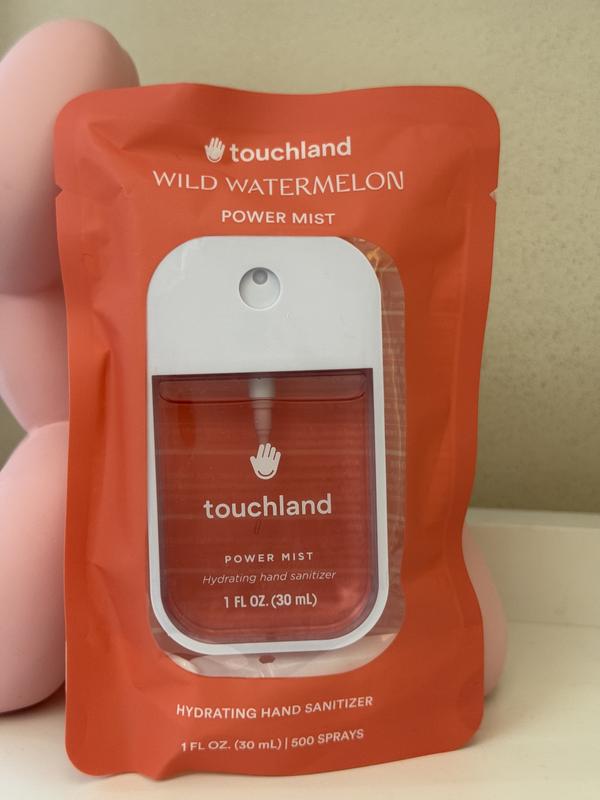 touchland
WILD WATERMELON
POWER MIST
touchland
POWER MIST
Hydrating hand sanitizer
1 FL OZ. (30 mL)
HYDRATING HAND SANITIZER
1 FL OZ. (30 mL) | 500 SPRAYS